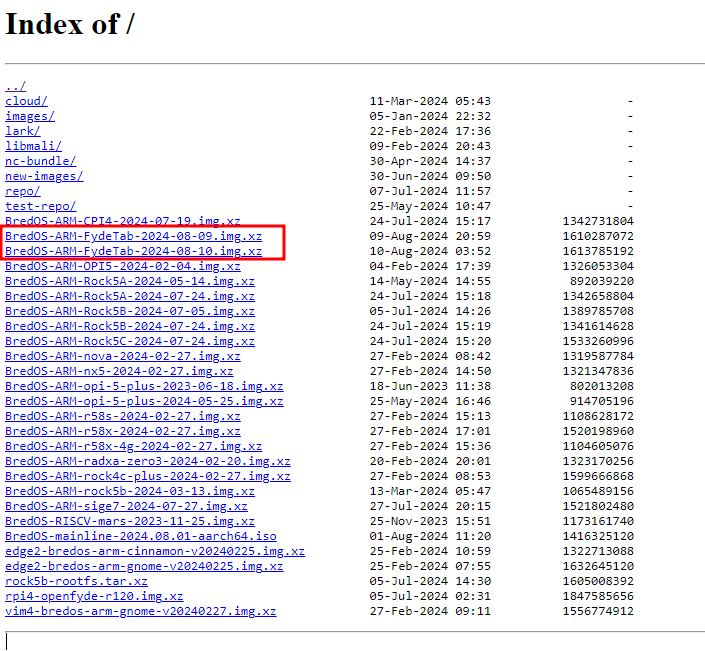 Index of /
../
cloud/ 11-Mar-2024 05:43 -
images/ 05-Jan-2024 22:32 -
lark/ 22-Feb-2024 17:36 -
libmali/ 09-Feb-2024 20:43 -
nc-bundle/ 30-Apr-2024 14:37 -
new-images/ 30-Jun-2024 09:50 -
repo/ 07-Jul-2024 11:57 -
test-repo/ 25-May-2024 10:47 -
BredOS-ARM-CPI4-2024-07-19.img.xz 24-Jul-2024 15:17 1342731804
BredOS-ARM-FydeTab-2024-08-09.img.xz 09-Aug-2024 20:59 1610287072
BredOS-ARM-FydeTab-2024-08-10.img.xz 10-Aug-2024 03:52 1613785192
BredOS-ARM-OPI5-2024-02-04.img.xz 04-Feb-2024 17:39 1326053304
BredOS-ARM-Rock5A-2024-05-14.img.xz 14-May-2024 14:55 892039220
BredOS-ARM-Rock5A-2024-07-24.img.xz 24-Jul-2024 15:18 1342658804
BredOS-ARM-Rock5B-2024-07-05.img.xz 05-Jul-2024 14:26 1389785708
BredOS-ARM-Rock5B-2024-07-24.img.xz 24-Jul-2024 15:19 1341614628
BredOS-ARM-Rock5C-2024-07-24.img.xz 24-Jul-2024 15:20 1533260996
BredOS-ARM-nova-2024-02-27.img.xz 27-Feb-2024 08:42 1319587784
BredOS-ARM-nx5-2024-02-27.img.xz 27-Feb-2024 14:50 1321347836
BredOS-ARM-opi-5-plus-2023-06-18.img.xz 18-Jun-2023 11:38 802013208
BredOS-ARM-opi-5-plus-2024-05-25.img.xz 25-May-2024 16:46 914705196
BredOS-ARM-r58s-2024-02-27.img.xz 27-Feb-2024 15:13 1108628172
BredOS-ARM-r58x-2024-02-27.img.xz 27-Feb-2024 17:01 1520198960
BredOS-ARM-r58x-4g-2024-02-27.img.xz 27-Feb-2024 15:36 1104605076
BredOS-ARM-radxa-zero3-2024-02-20.img.xz 20-Feb-2024 20:01 1323170256
BredOS-ARM-rock4c-plus-2024-02-27.img.xz 27-Feb-2024 08:53 1599666868
BredOS-ARM-rock5b-2024-03-13.img.xz 13-Mar-2024 05:47 1065489156
BredOS-ARM-sige7-2024-07-27.img.xz 27-Jul-2024 20:15 1521802480
BredOS-RISCV-mars-2023-11-25.img.xz 25-Nov-2023 15:51 1173161740
BredOS-mainline-2024.08.01-aarch64.iso 01-Aug-2024 11:20 1416325120
edge2-bredos-arm-cinnamon-v20240225.img.xz 25-Feb-2024 10:59 1322713088
edge2-bredos-arm-gnome-v20240225.img.xz 25-Feb-2024 07:55 1632645120
rock5b-rootfs.tar.xz 05-Jul-2024 14:30 1605008392
rpi4-openfyde-r120.img.xz 05-Jul-2024 02:31 1847585656
vim4-bredos-arm-gnome-v20240227.img.xz 27-Feb-2024 09:11 1556774912